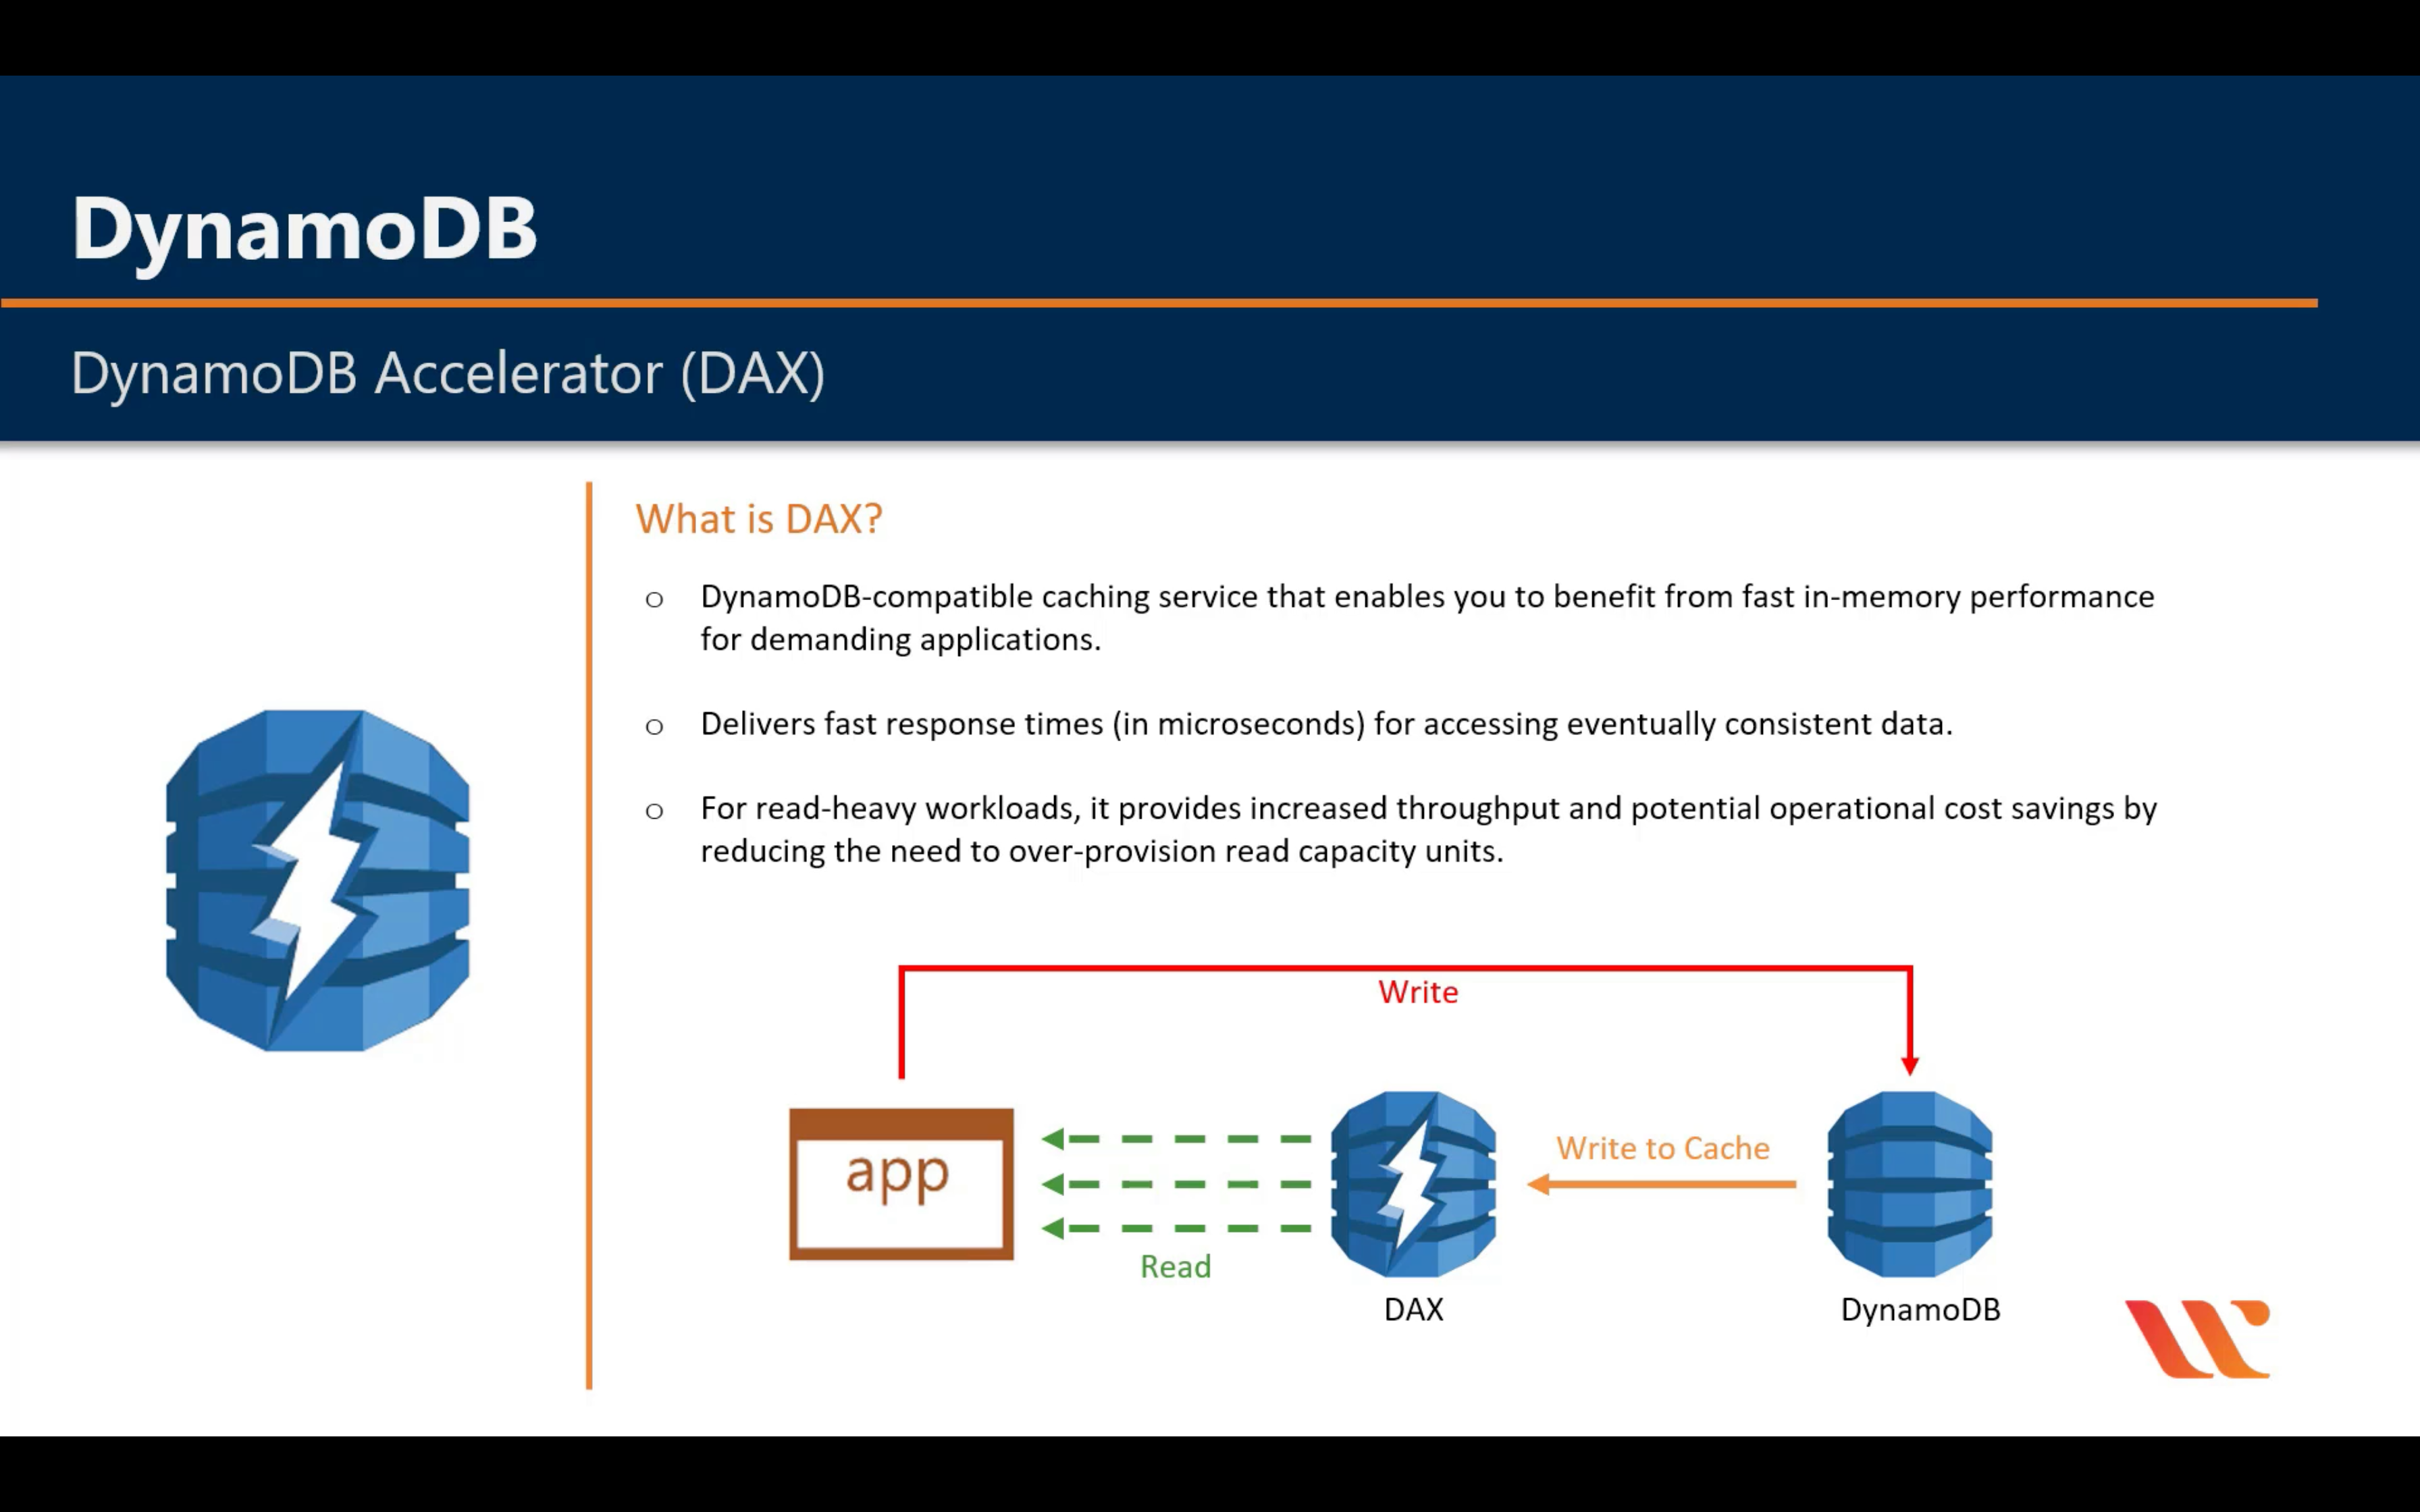 DynamoDB
DynamoDB Accelerator (DAX)
What is DAX?
o DynamoDB-compatible caching service that enables you to benefit from fast in-memory performance
for demanding applications.
o Delivers fast response times (in microseconds) for accessing eventually consistent data.
o For read-heavy workloads, it provides increased throughput and potential operational cost savings by
reducing the need to over-provision read capacity units.
Write
app
Read
DAX
Write to Cache
DynamoDB